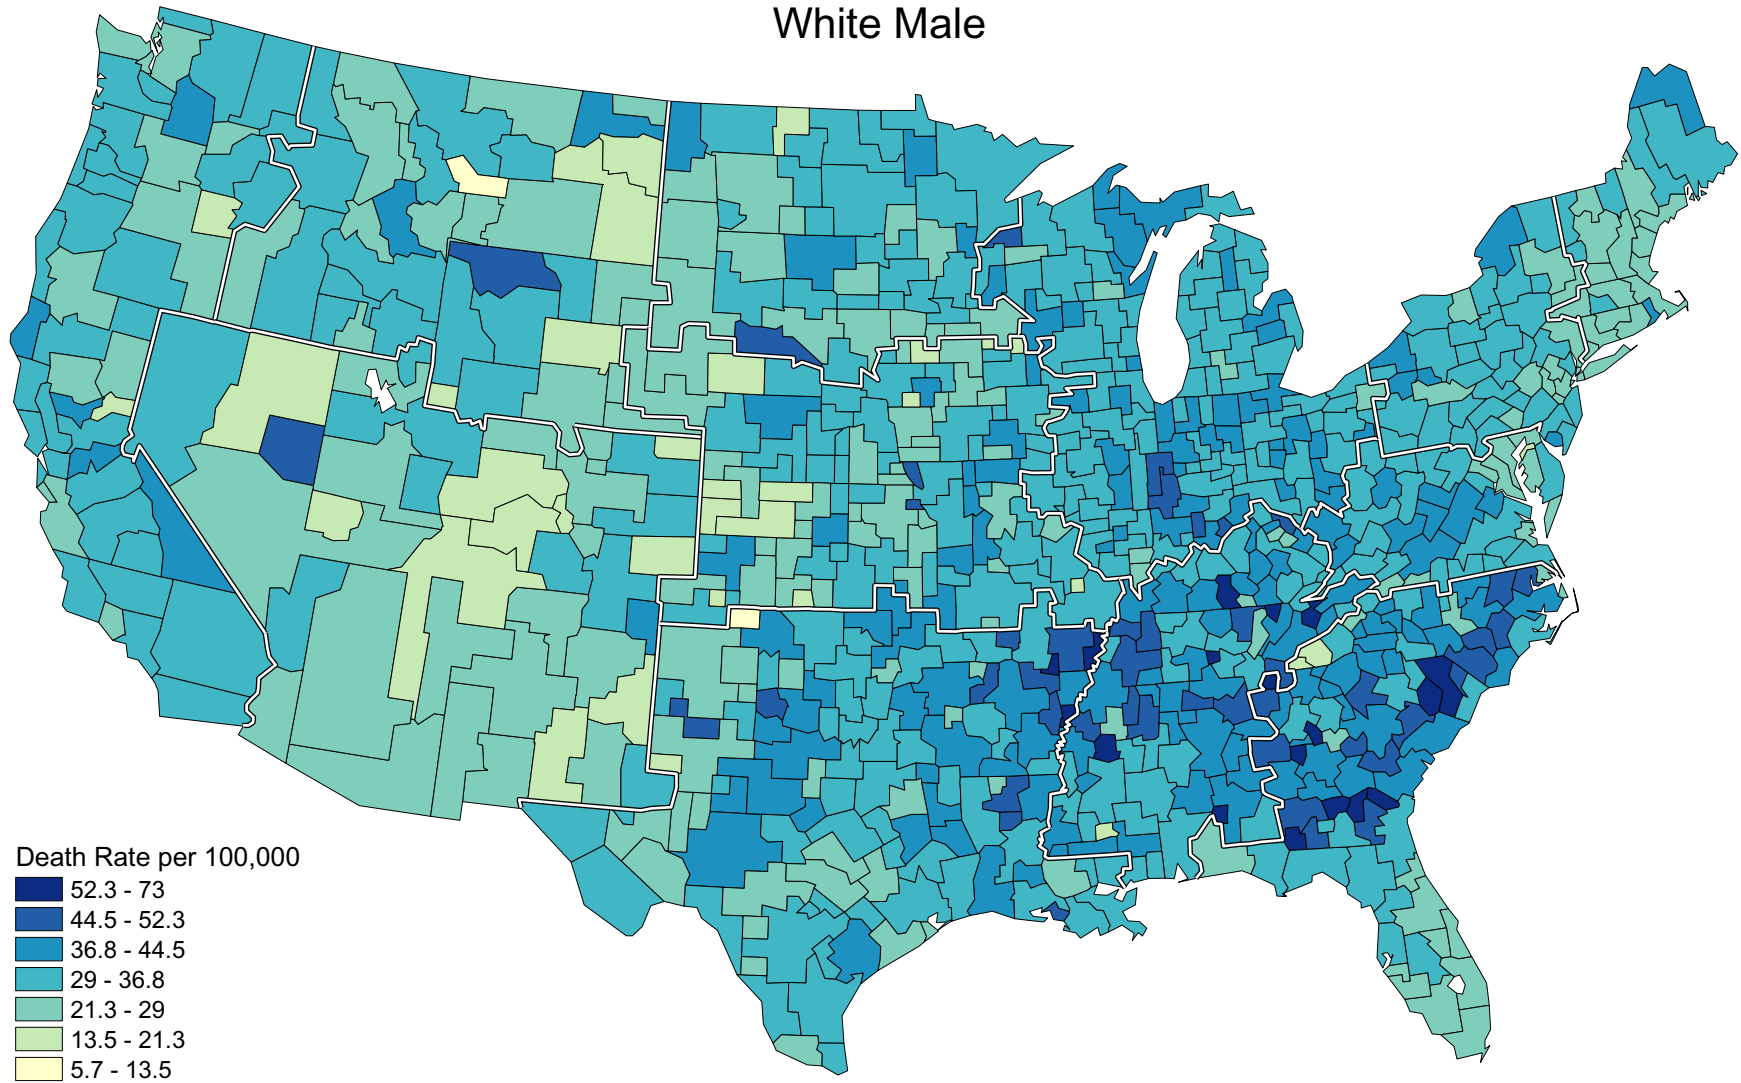 White Male
Death Rate per 100,000
52.3 - 73
44.5 - 52.3
36.8 - 44.5
29 - 36.8
21.3 - 29
13.5 - 21.3
5.7 - 13.5